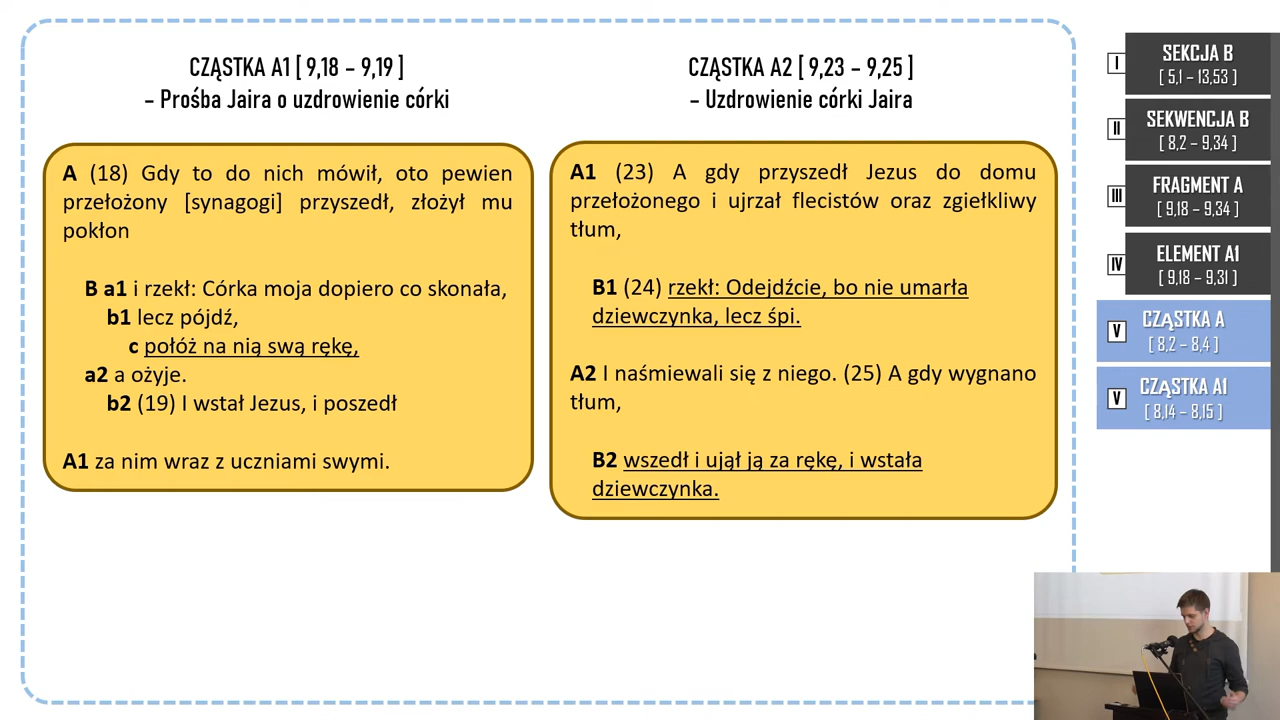 CZĄSTKA A1 [ 9,18 – 9,19 ]
– Prośba Jaira o uzdrowienie córki
A (18) Gdy to do nich mówił, oto pewien
przełożony [synagogi] przyszedł, złożył mu
pokłon
B a1 i rzekł: Córka moja dopiero co skonała,
b1 lecz pójdź,
c połóż na nią swą rękę,
a2 a ożyje.
b2 (19) I wstał Jezus, i poszedł
A1 za nim wraz z uczniami swymi.
CZĄSTKA A2 [ 9,23 – 9,25 ]
– Uzdrowienie córki Jaira
A1 (23) A gdy przyszedł Jezus do domu
przełożonego i ujrzał flecistów oraz zgiełkliwy
tłum,
B1 (24) rzekł: Odejdźcie, bo nie umarła
dziewczynka, lecz śpi.
A2 I naśmiewali się z niego. (25) A gdy wygnano
tłum,
B2 wszedł i ujął ją za rękę, i wstała
dziewczynka.
I
SEKCJA B
[ 5,1 – 13,53 ]
II
SEKWENCJA B
[ 8,2 – 9,34 ]
III
FRAGMENT A
[ 9,18 – 9,34 ]
IV
ELEMENT A1
[ 9,18 – 9,31 ]
V
CZĄSTKA A
[ 8,2 – 8,4 ]
V
CZĄSTKA A1
[ 8,14 – 8,15 ]